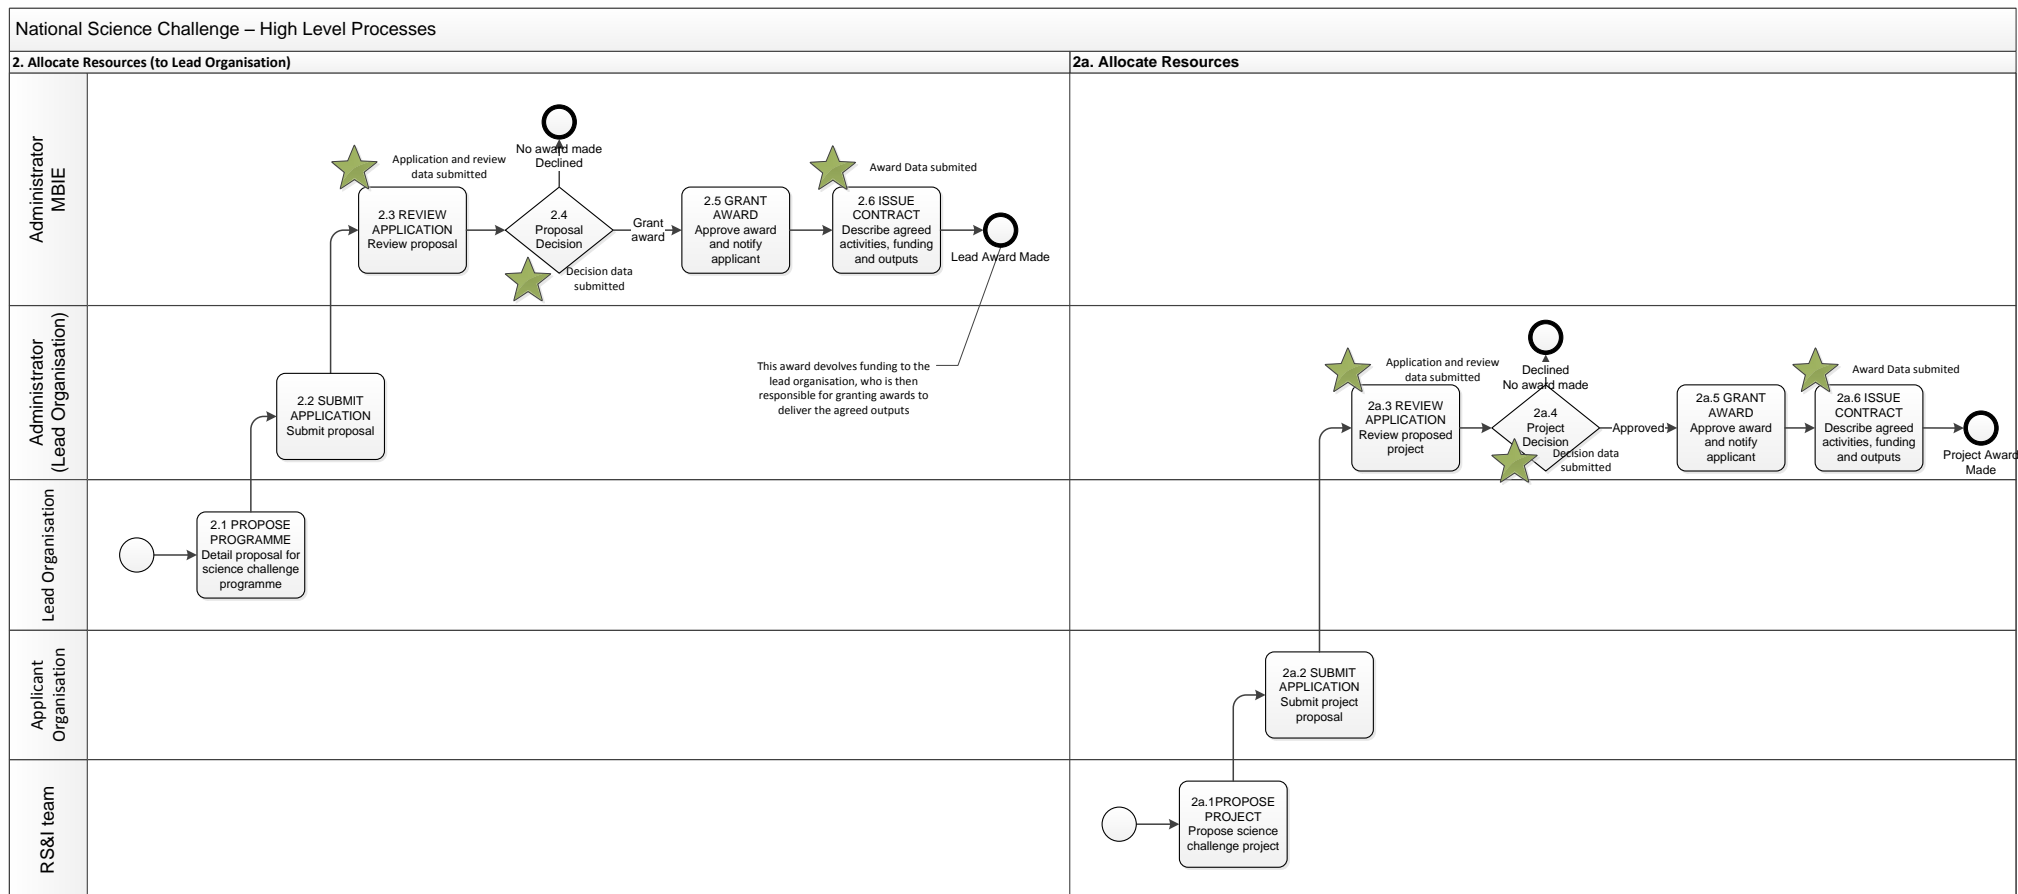 National Science Challenge – High Level Processes
2. Allocate Resources (to Lead Organisation)
2a. Allocate Resources
Administrator
MBIE
No award made
Declined
Application and review
data submitted
2.3 REVIEW
APPLICATION
Review proposal
2.4
Proposal
Decision
Decision data
submitted
Grant
award
2.5 GRANT
AWARD
Approve award
and notify
applicant
Award Data submited
2.6 ISSUE
CONTRACT
Describe agreed
activities, funding
and outputs
Lead Award Made
Administrator
(Lead Organisation)
2.2 SUBMIT
APPLICATION
Submit proposal
This award devolves funding to the
lead organisation, who is then
responsible for granting awards to
deliver the agreed outputs
Application and review
data submitted
2a.3 REVIEW
APPLICATION
Review proposed
project
Declined
No award made
2a.4
Project
Decision
Decision data
submitted
Approved
2a.5 GRANT
AWARD
Approve award
and notify
applicant
Award Data submited
2a.6 ISSUE
CONTRACT
Describe agreed
activities, funding
and outputs
Project Award
Made
Lead Organisation
2.1 PROPOSE
PROGRAMME
Detail proposal for
science challenge
programme
Applicant
Organisation
2a.2 SUBMIT
APPLICATION
Submit project
proposal
RS&I team
2a.1PROPOSE
PROJECT
Propose science
challenge project